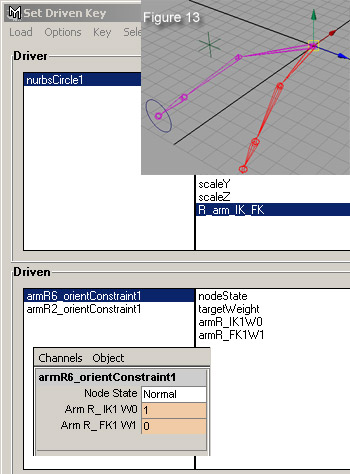 Set Driven Key
Figure 13
Load Options Key
Driver
nurbsCircle1
scaleY
scaleZ
R_arm_IK_FK
Driven
armR6_orientConstraint1
armR2_orientConstraint1
nodeState
targetWeight
armR_IK1W0
armR_FK1W1
Channels Object
armR6_orientConstraint1
Node State Normal
Arm R_ IK1 W0 1
Arm R_ FK1 W1 0